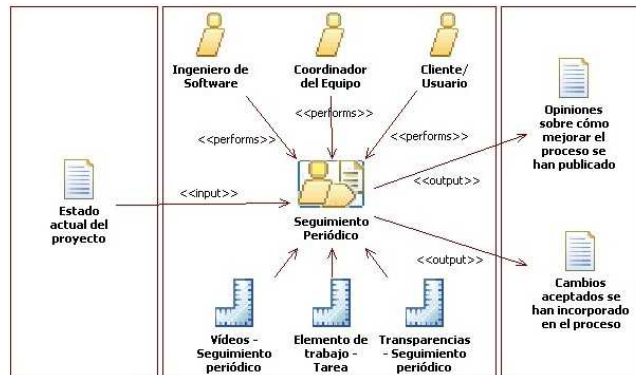 Ingeniero de
Software
Coordinador
del Equipo
Cliente/
Usuario
<<performs>>
<<performs>>
<<performs>>
Estado
actual del
proyecto
<<input>>
Seguimiento
Periódico
<<output>>
<<output>>
Opiniones
sobre cómo
mejorar el
proceso se
han publicado
Cambios
aceptados se
han incorporado
en el proceso
Vídeos -
Seguimiento
periódico
Elemento de
trabajo -
Tarea
Transparencias
- Seguimiento
periódico